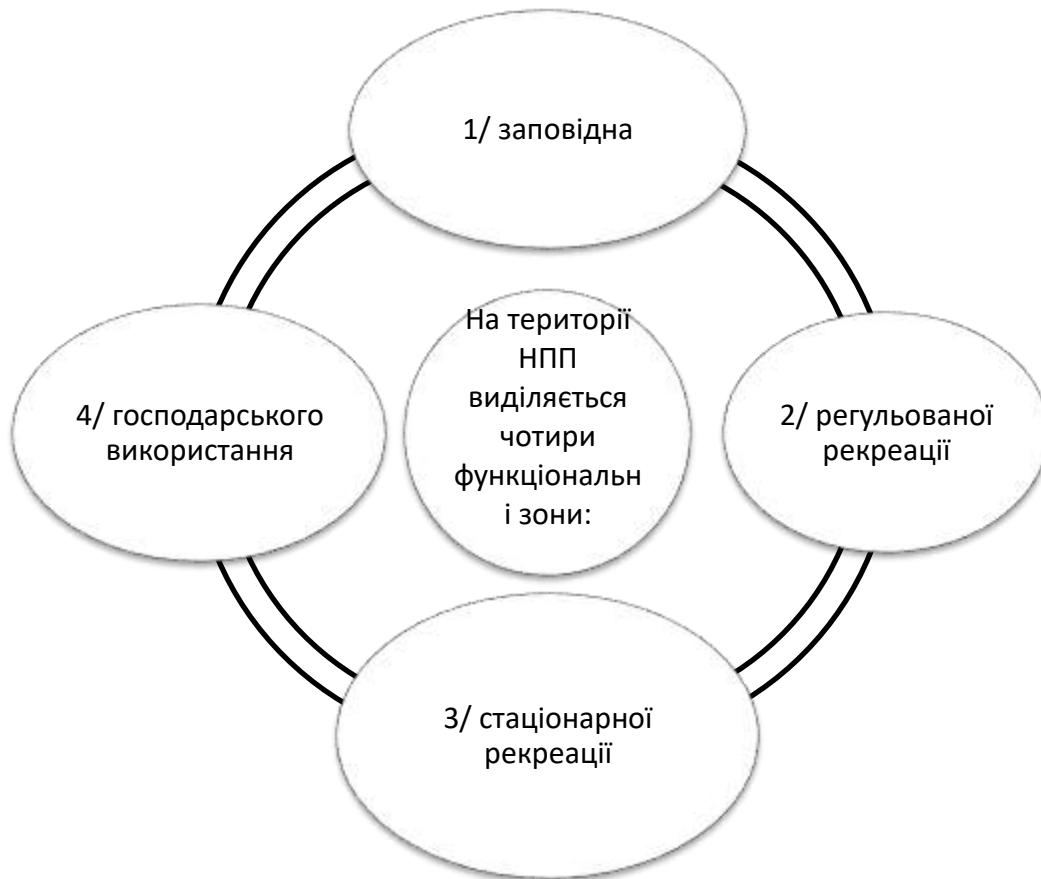 1/ заповідна
На території
НПП
виділяється
чотири
функціональн
і зони:
2/ регульованої
рекреації
3/ стаціонарної
рекреації
4/ господарського
використання